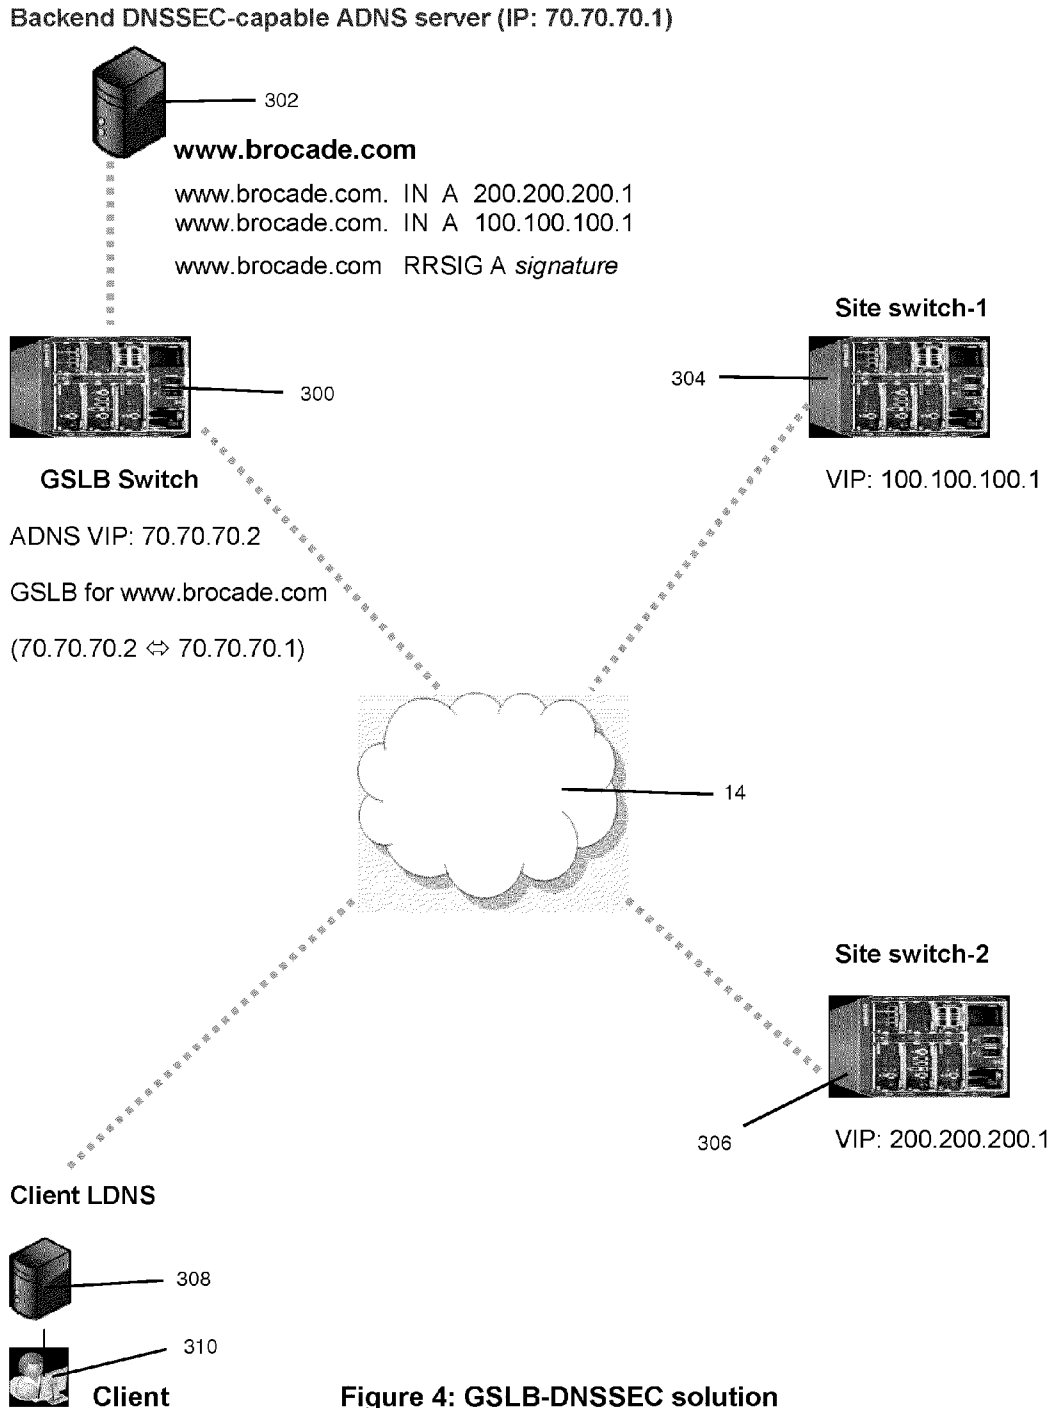 Backend DNSSEC-capable ADNS server (IP: 70.70.70.1)
302
www.brocade.com
www.brocade.com. IN A 200.200.200.1
www.brocade.com. IN A 100.100.100.1
www.brocade.com RRSIG A signature
Site switch-1
300
304
GSLB Switch
VIP: 100.100.100.1
ADNS VIP: 70.70.70.2
GSLB for www.brocade.com
(70.70.70.2 ⇔ 70.70.70.1)
14
Site switch-2
306
VIP: 200.200.200.1
Client LDNS
308
310
Client
Figure 4: GSLB-DNSSEC solution